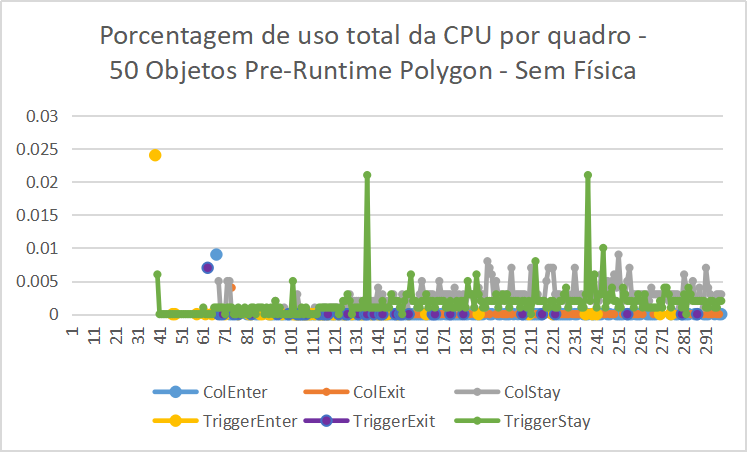 Porcentagem de uso total da CPU por quadro -
50 Objetos Pre-Runtime Polygon - Sem Física
0.03
0.025
0.02
0.015
0.01
0.005
0
1 11 21 31 41 51 61 71 81 91 101 111 121 131 141 151 161 171 181 191 201 211 221 231 241 251 261 271 281 291
ColEnter ColExit ColStay
TriggerEnter TriggerExit TriggerStay